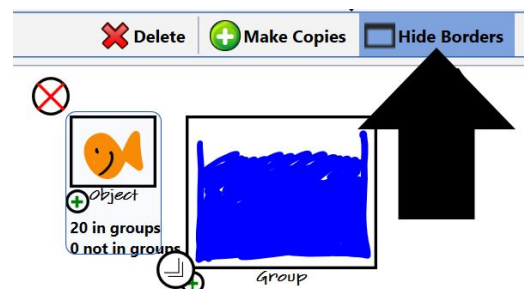 Delete Make Copies Hide Borders
Object
20 in groups
0 not in groups
Group